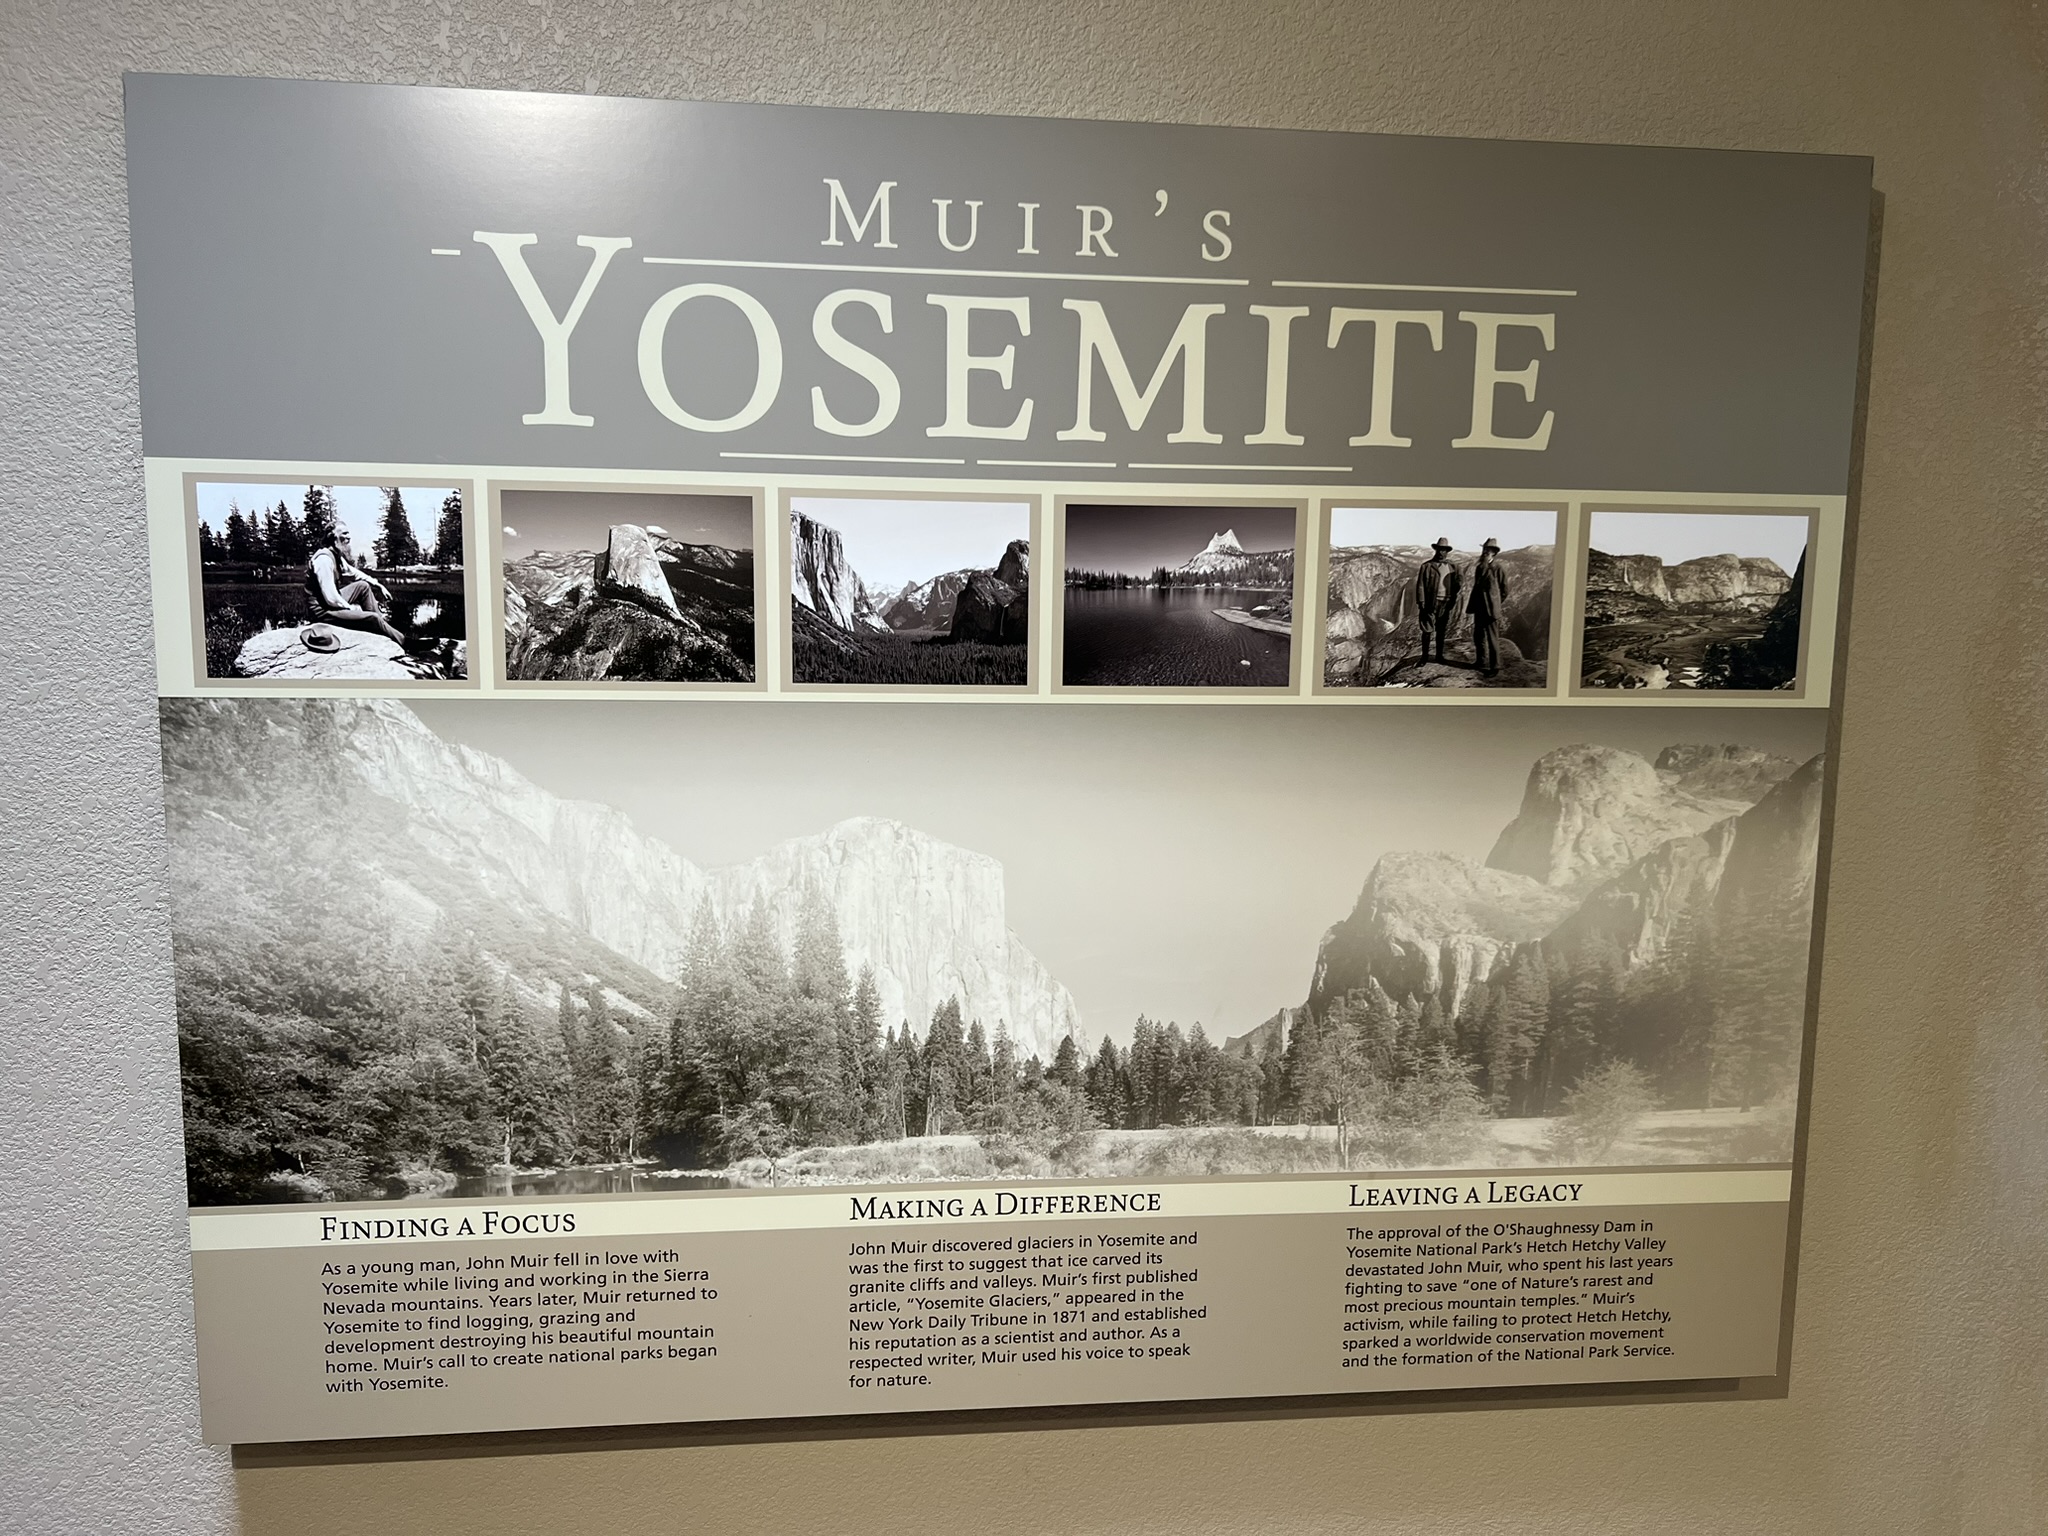 MUIR'S
YOSEMITE
FINDING A FOCUS
As a young man, John Muir fell in love with
Yosemite while living and working in the Sierra
Nevada mountains. Years later, Muir returned to
Yosemite to find logging, grazing and
development destroying his beautiful mountain
home. Muir's call to create national parks began
with Yosemite.
MAKING A DIFFERENCE
John Muir discovered glaciers in Yosemite and
was the first to suggest that ice carved its
granite cliffs and valleys. Muir's first published
article, “Yosemite Glaciers,” appeared in the
New York Daily Tribune in 1871 and established
his reputation as a scientist and author. As a
respected writer, Muir used his voice to speak
for nature.
LEAVING A LEGACY
The approval of the O'Shaughnessy Dam in
Yosemite National Park's Hetch Hetchy Valley
devastated John Muir, who spent his last years
fighting to save “one of Nature's rarest and
most precious mountain temples.” Muir's
activism, while failing to protect Hetch Hetchy,
sparked a worldwide conservation movement
and the formation of the National Park Service.